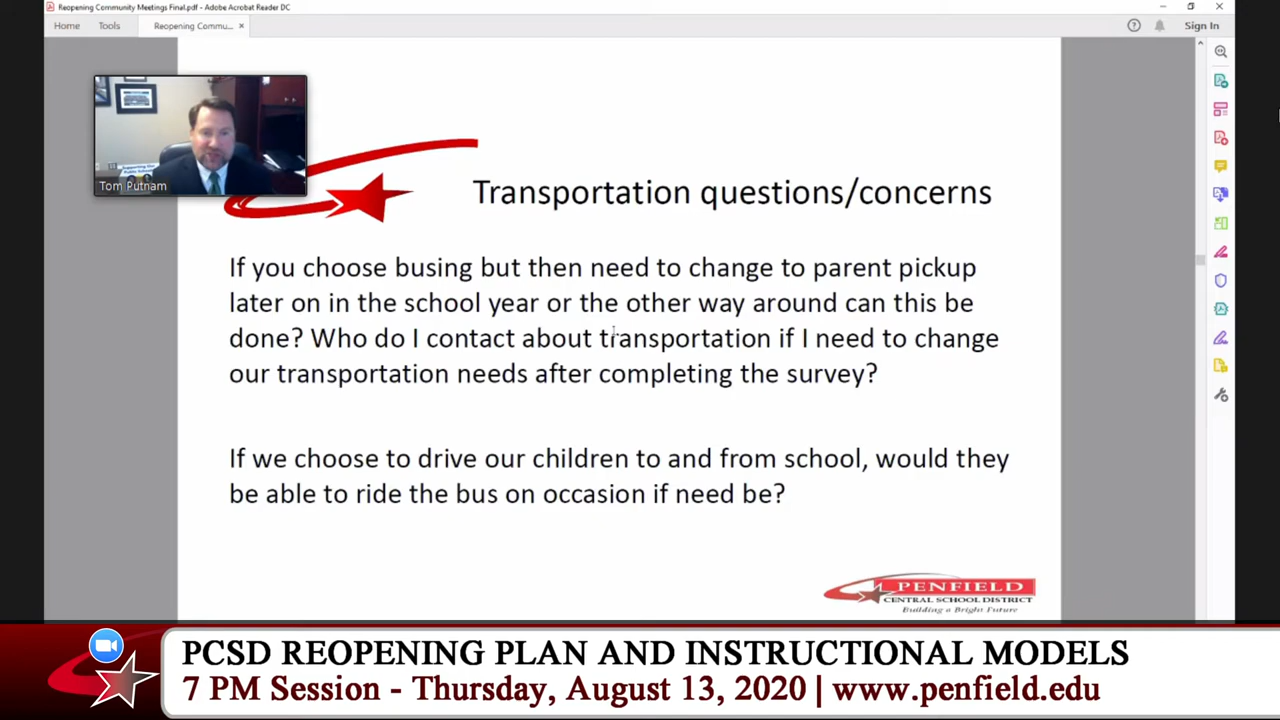 Reopening Community Meetings Final.pdf - Adobe Acrobat Reader DC
Home Tools Reopening Commu... × Sign In
Tom Putnam
Transportation questions/concerns
If you choose busing but then need to change to parent pickup
later on in the school year or the other way around can this be
done? Who do I contact about transportation if I need to change
our transportation needs after completing the survey?
If we choose to drive our children to and from school, would they
be able to ride the bus on occasion if need be?
PENFIELD
CENTRAL SCHOOL DISTRICT
Building a Bright Future
PCSD REOPENING PLAN AND INSTRUCTIONAL MODELS
7 PM Session - Thursday, August 13, 2020 | www.penfield.edu